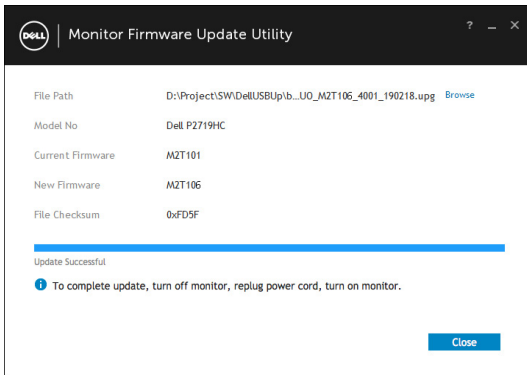 DELL Monitor Firmware Update Utility ? _ ×
File Path D:\Project\SW\DellUSBUp\b...UO_M2T106_4001_190218.upg Browse
Model No Dell P2719HC
Current Firmware M2T101
New Firmware M2T106
File Checksum 0xFD5F
Update Successful
To complete update, turn off monitor, replug power cord, turn on monitor.
Close